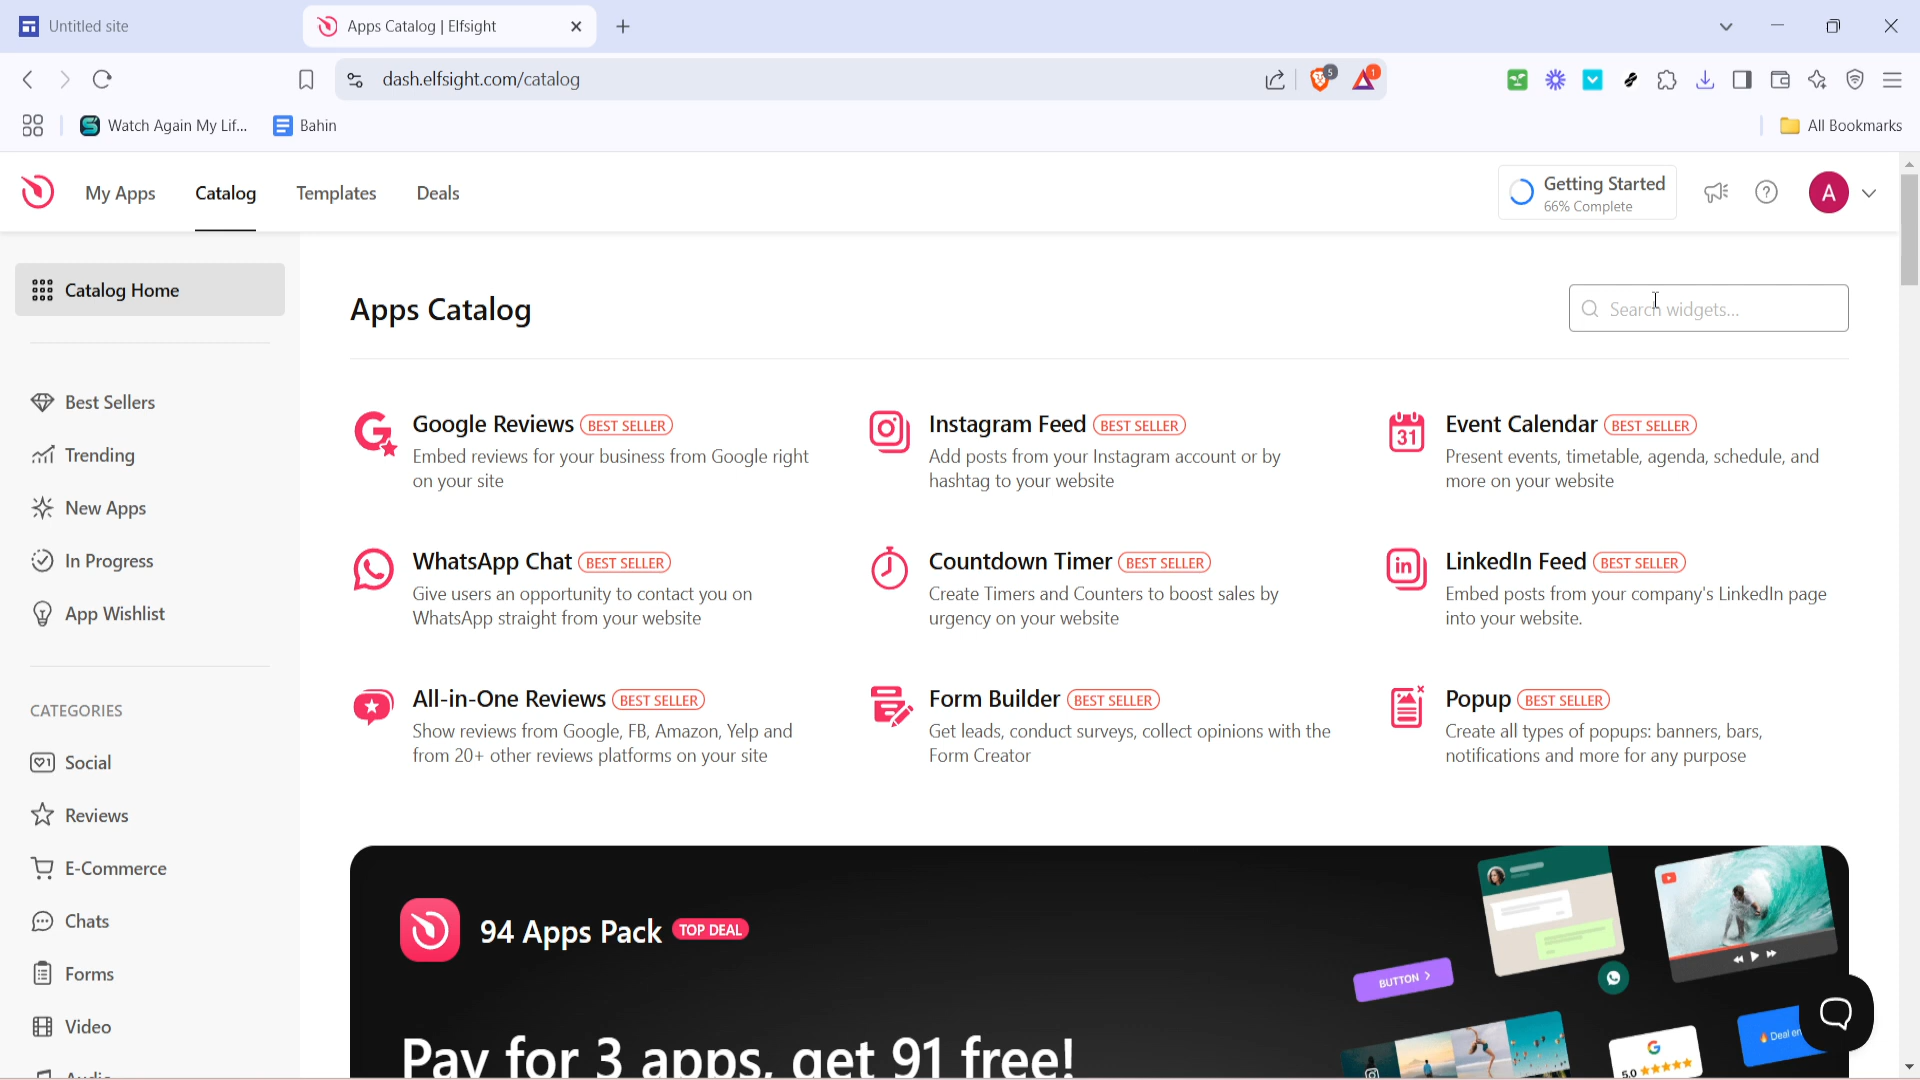 Untitled site
Apps Catalog | Elfsight
dash.elfsight.com/catalog
5
1
Watch Again My Lif...
Bahin
All Bookmarks
My Apps
Catalog
Templates
Deals
Getting Started
66% Complete
A
Catalog Home
Best Sellers
Trending
New Apps
In Progress
App Wishlist
CATEGORIES
Social
Reviews
E-Commerce
Chats
Forms
Video
Apps Catalog
Search widgets...
Google Reviews BEST SELLER
Embed reviews for your business from Google right
on your site
Instagram Feed BEST SELLER
Add posts from your Instagram account or by
hashtag to your website
31
Event Calendar BEST SELLER
Present events, timetable, agenda, schedule, and
more on your website
WhatsApp Chat BEST SELLER
Give users an opportunity to contact you on
WhatsApp straight from your website
Countdown Timer BEST SELLER
Create Timers and Counters to boost sales by
urgency on your website
in
LinkedIn Feed BEST SELLER
Embed posts from your company's LinkedIn page
into your website.
All-in-One Reviews BEST SELLER
Show reviews from Google, FB, Amazon, Yelp and
from 20+ other reviews platforms on your site
Form Builder BEST SELLER
Get leads, conduct surveys, collect opinions with the
Form Creator
Popup BEST SELLER
Create all types of popups: banners, bars,
notifications and more for any purpose
94 Apps Pack TOP DEAL
Pay for 3 apps, get 91 free!
BUTTON
G
5.0
Deal